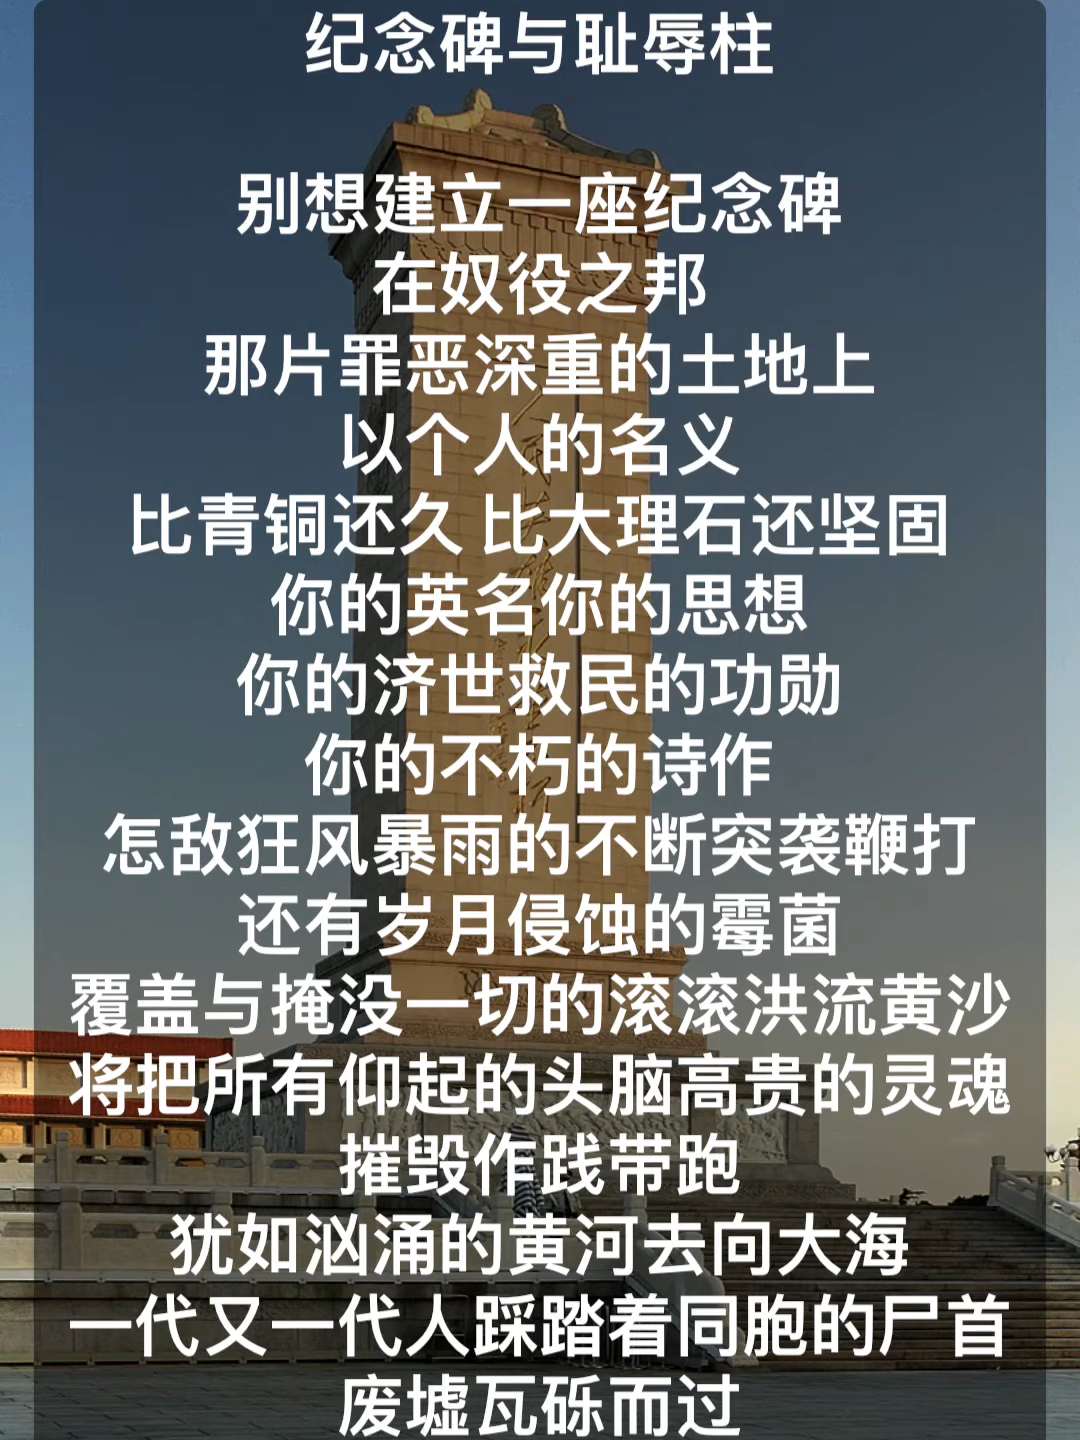 纪念碑与耻辱柱
别想建立一座纪念碑
在奴役之邦
那片罪恶深重的土地上
以个人的名义
比青铜还久 比大理石还坚固
你的英名你的思想
你的济世救民的功勋
你的不朽的诗作
怎敌狂风暴雨的不断突袭鞭打
还有岁月侵蚀的霉菌
覆盖与掩没一切的滚滚洪流黄沙
将把所有仰起的头脑高贵的灵魂
摧毁作践带跑
犹如汹涌的黄河去向大海
一代又一代人踩踏着同胞的尸首
废墟瓦砾而过